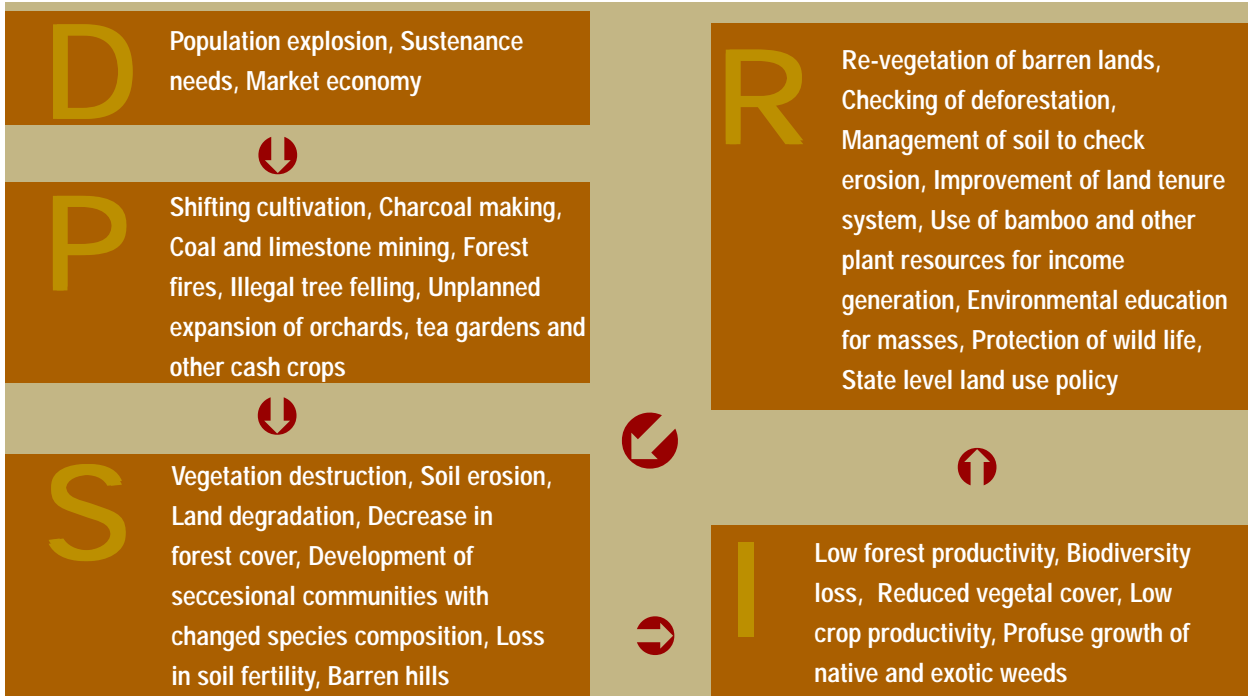 D
Population explosion, Sustenance
needs, Market economy
P
Shifting cultivation, Charcoal making,
Coal and limestone mining, Forest
fires, Illegal tree felling, Unplanned
expansion of orchards, tea gardens and
other cash crops
S
Vegetation destruction, Soil erosion,
Land degradation, Decrease in
forest cover, Development of
seccesional communities with
changed species composition, Loss
in soil fertility, Barren hills
I
Low forest productivity, Biodiversity
loss, Reduced vegetal cover, Low
crop productivity, Profuse growth of
native and exotic weeds
R
Re-vegetation of barren lands,
Checking of deforestation,
Management of soil to check
erosion, Improvement of land tenure
system, Use of bamboo and other
plant resources for income
generation, Environmental education
for masses, Protection of wild life,
State level land use policy